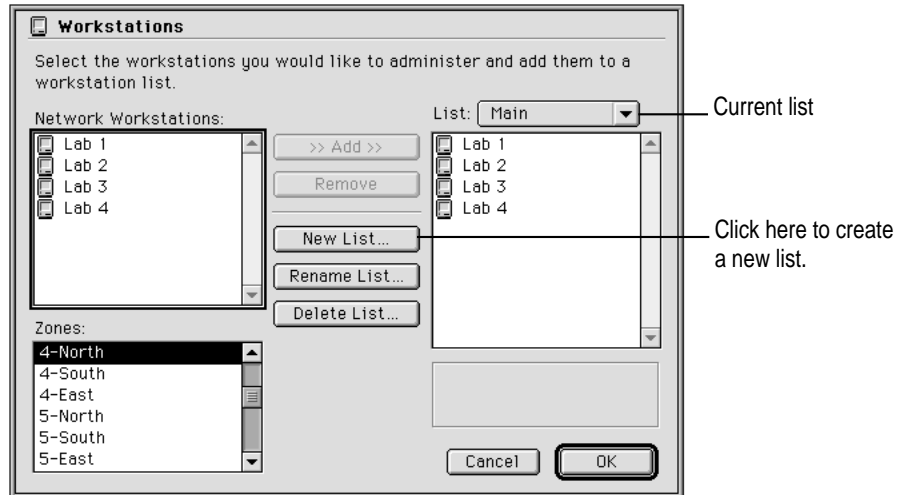 Workstations
Select the workstations you would like to administer and add them to a
workstation list.
Network Workstations:
Lab 1
Lab 2
Lab 3
Lab 4
Zones:
4-North
4-South
4-East
5-North
5-South
5-East
>> Add >>
Remove
New List...
Rename List...
Delete List...
List: Main
Lab 1
Lab 2
Lab 3
Lab 4
Cancel
OK
Current list
Click here to create
a new list.